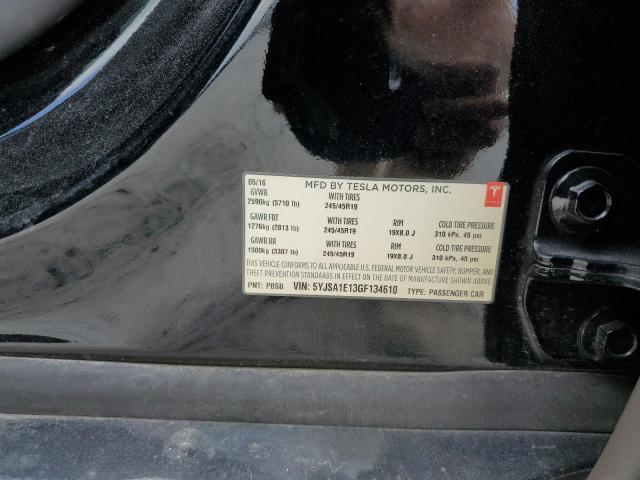 05/16 MFD BY TESLA MOTORS, INC.
GVWR WITH TIRES
2590kg (5710 lb) 245/45R19
GAWR FRT WITH TIRES RIM COLD TIRE PRESSURE
1276kg (2813 lb) 245/45R19 19X8.0 J 310 kPa, 45 psi
GAWR RR WITH TIRES RIM COLD TIRE PRESSURE
1500kg (3307 lb) 245/45R19 19X8.0 J 310 kPa, 45 psi
THIS VEHICLE CONFORMS TO ALL APPLICABLE U.S. FEDERAL MOTOR VEHICLE SAFETY, BUMPER, AND
THEFT PREVENTION STANDARDS IN EFFECT ON THE DATE OF MANUFACTURE SHOWN ABOVE.
PNT: PBSB VIN: 5YJSA1E13GF134610 TYPE: PASSENGER CAR